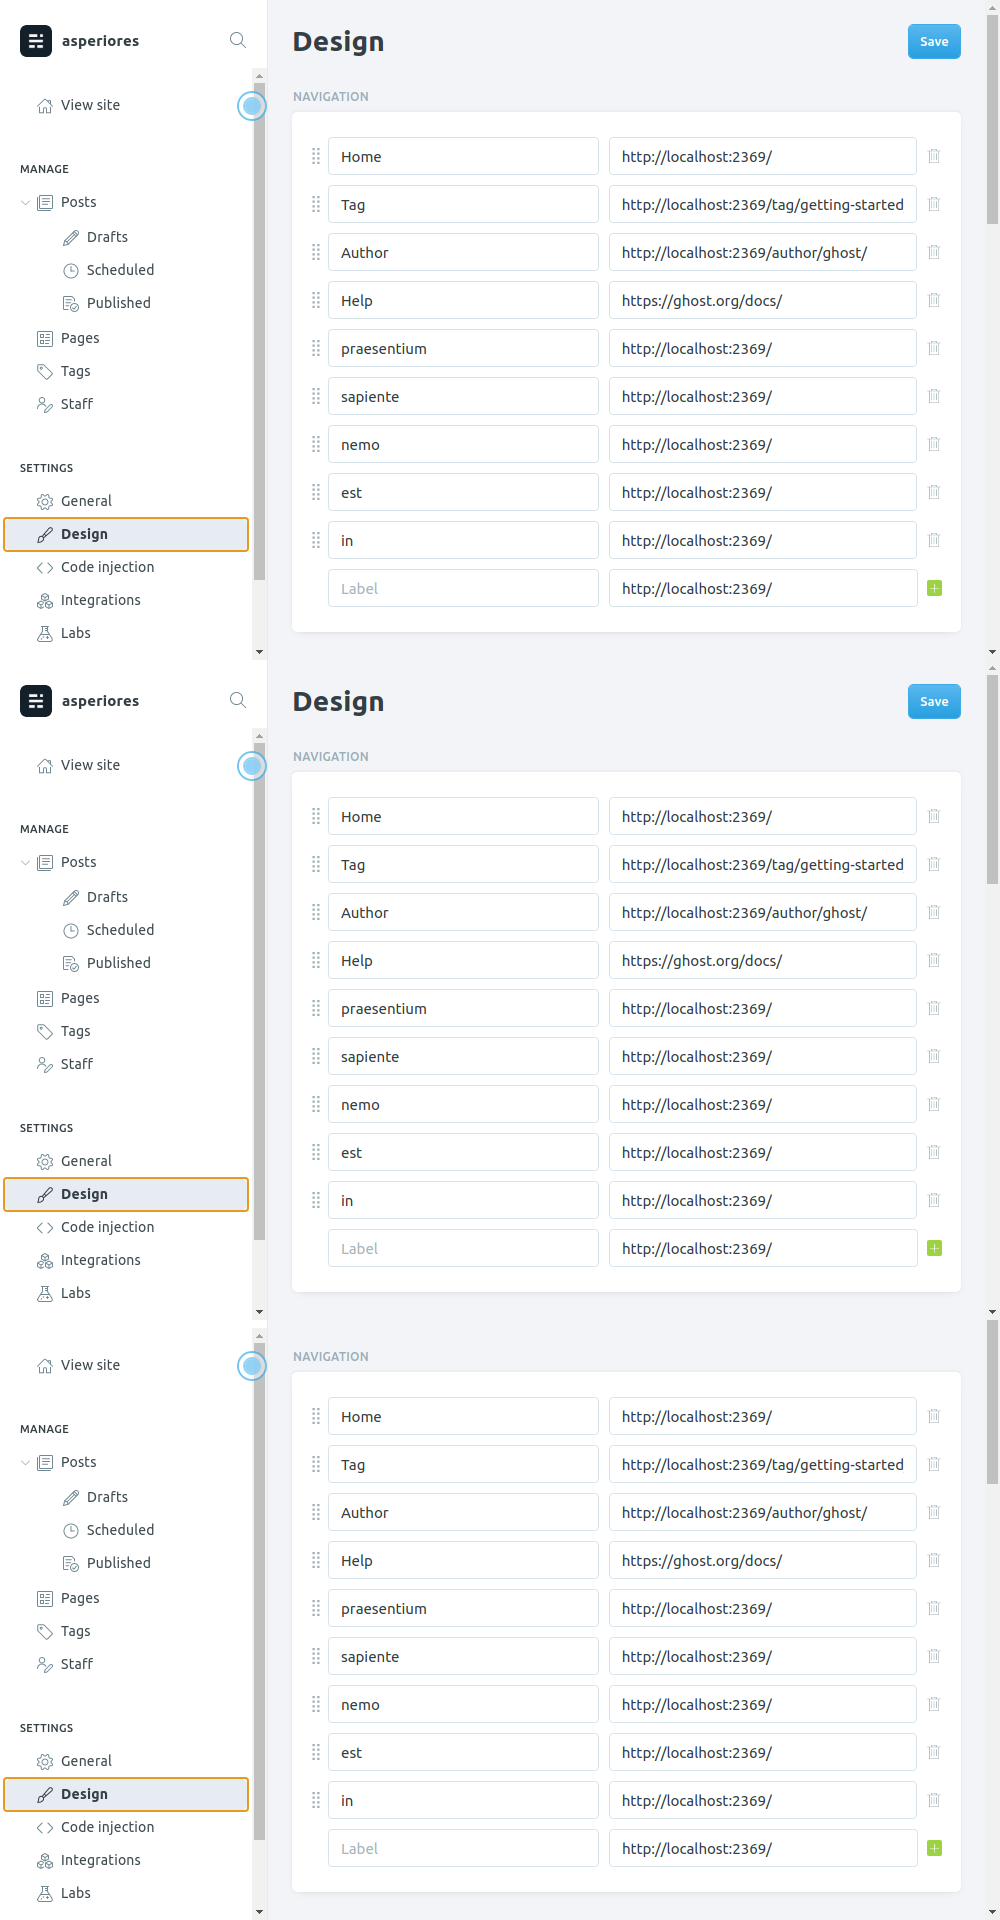 asperiores
View site
MANAGE
Posts
Drafts
Scheduled
Published
Pages
Tags
Staff
SETTINGS
General
Design
Code injection
Integrations
Labs
Design
Save
NAVIGATION
Home http://localhost:2369/
Tag http://localhost:2369/tag/getting-started
Author http://localhost:2369/author/ghost/
Help https://ghost.org/docs/
praesentium http://localhost:2369/
sapiente http://localhost:2369/
nemo http://localhost:2369/
est http://localhost:2369/
in http://localhost:2369/
Label http://localhost:2369/
asperiores
View site
MANAGE
Posts
Drafts
Scheduled
Published
Pages
Tags
Staff
SETTINGS
General
Design
Code injection
Integrations
Labs
Design
Save
NAVIGATION
Home http://localhost:2369/
Tag http://localhost:2369/tag/getting-started
Author http://localhost:2369/author/ghost/
Help https://ghost.org/docs/
praesentium http://localhost:2369/
sapiente http://localhost:2369/
nemo http://localhost:2369/
est http://localhost:2369/
in http://localhost:2369/
Label http://localhost:2369/
View site
MANAGE
Posts
Drafts
Scheduled
Published
Pages
Tags
Staff
SETTINGS
General
Design
Code injection
Integrations
Labs
NAVIGATION
Home http://localhost:2369/
Tag http://localhost:2369/tag/getting-started
Author http://localhost:2369/author/ghost/
Help https://ghost.org/docs/
praesentium http://localhost:2369/
sapiente http://localhost:2369/
nemo http://localhost:2369/
est http://localhost:2369/
in http://localhost:2369/
Label http://localhost:2369/